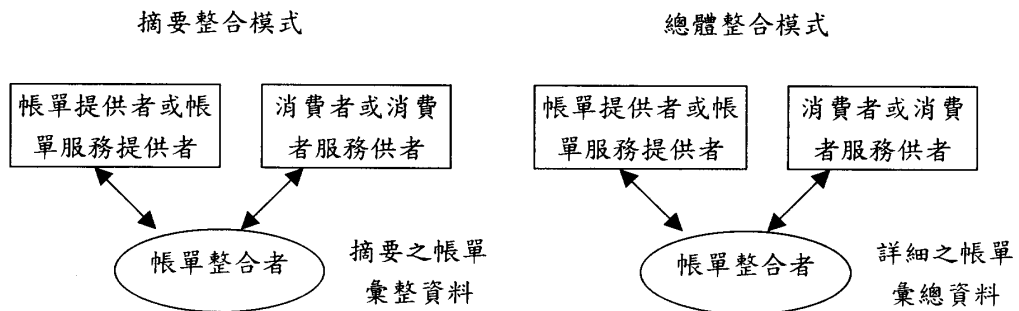 摘要整合模式
帳單提供者或帳
單服務提供者
消費者或消費
者服務供者
帳單整合者
摘要之帳單
彙整資料
總體整合模式
帳單提供者或帳
單服務提供者
消費者或消費
者服務供者
帳單整合者
詳細之帳單
彙總資料